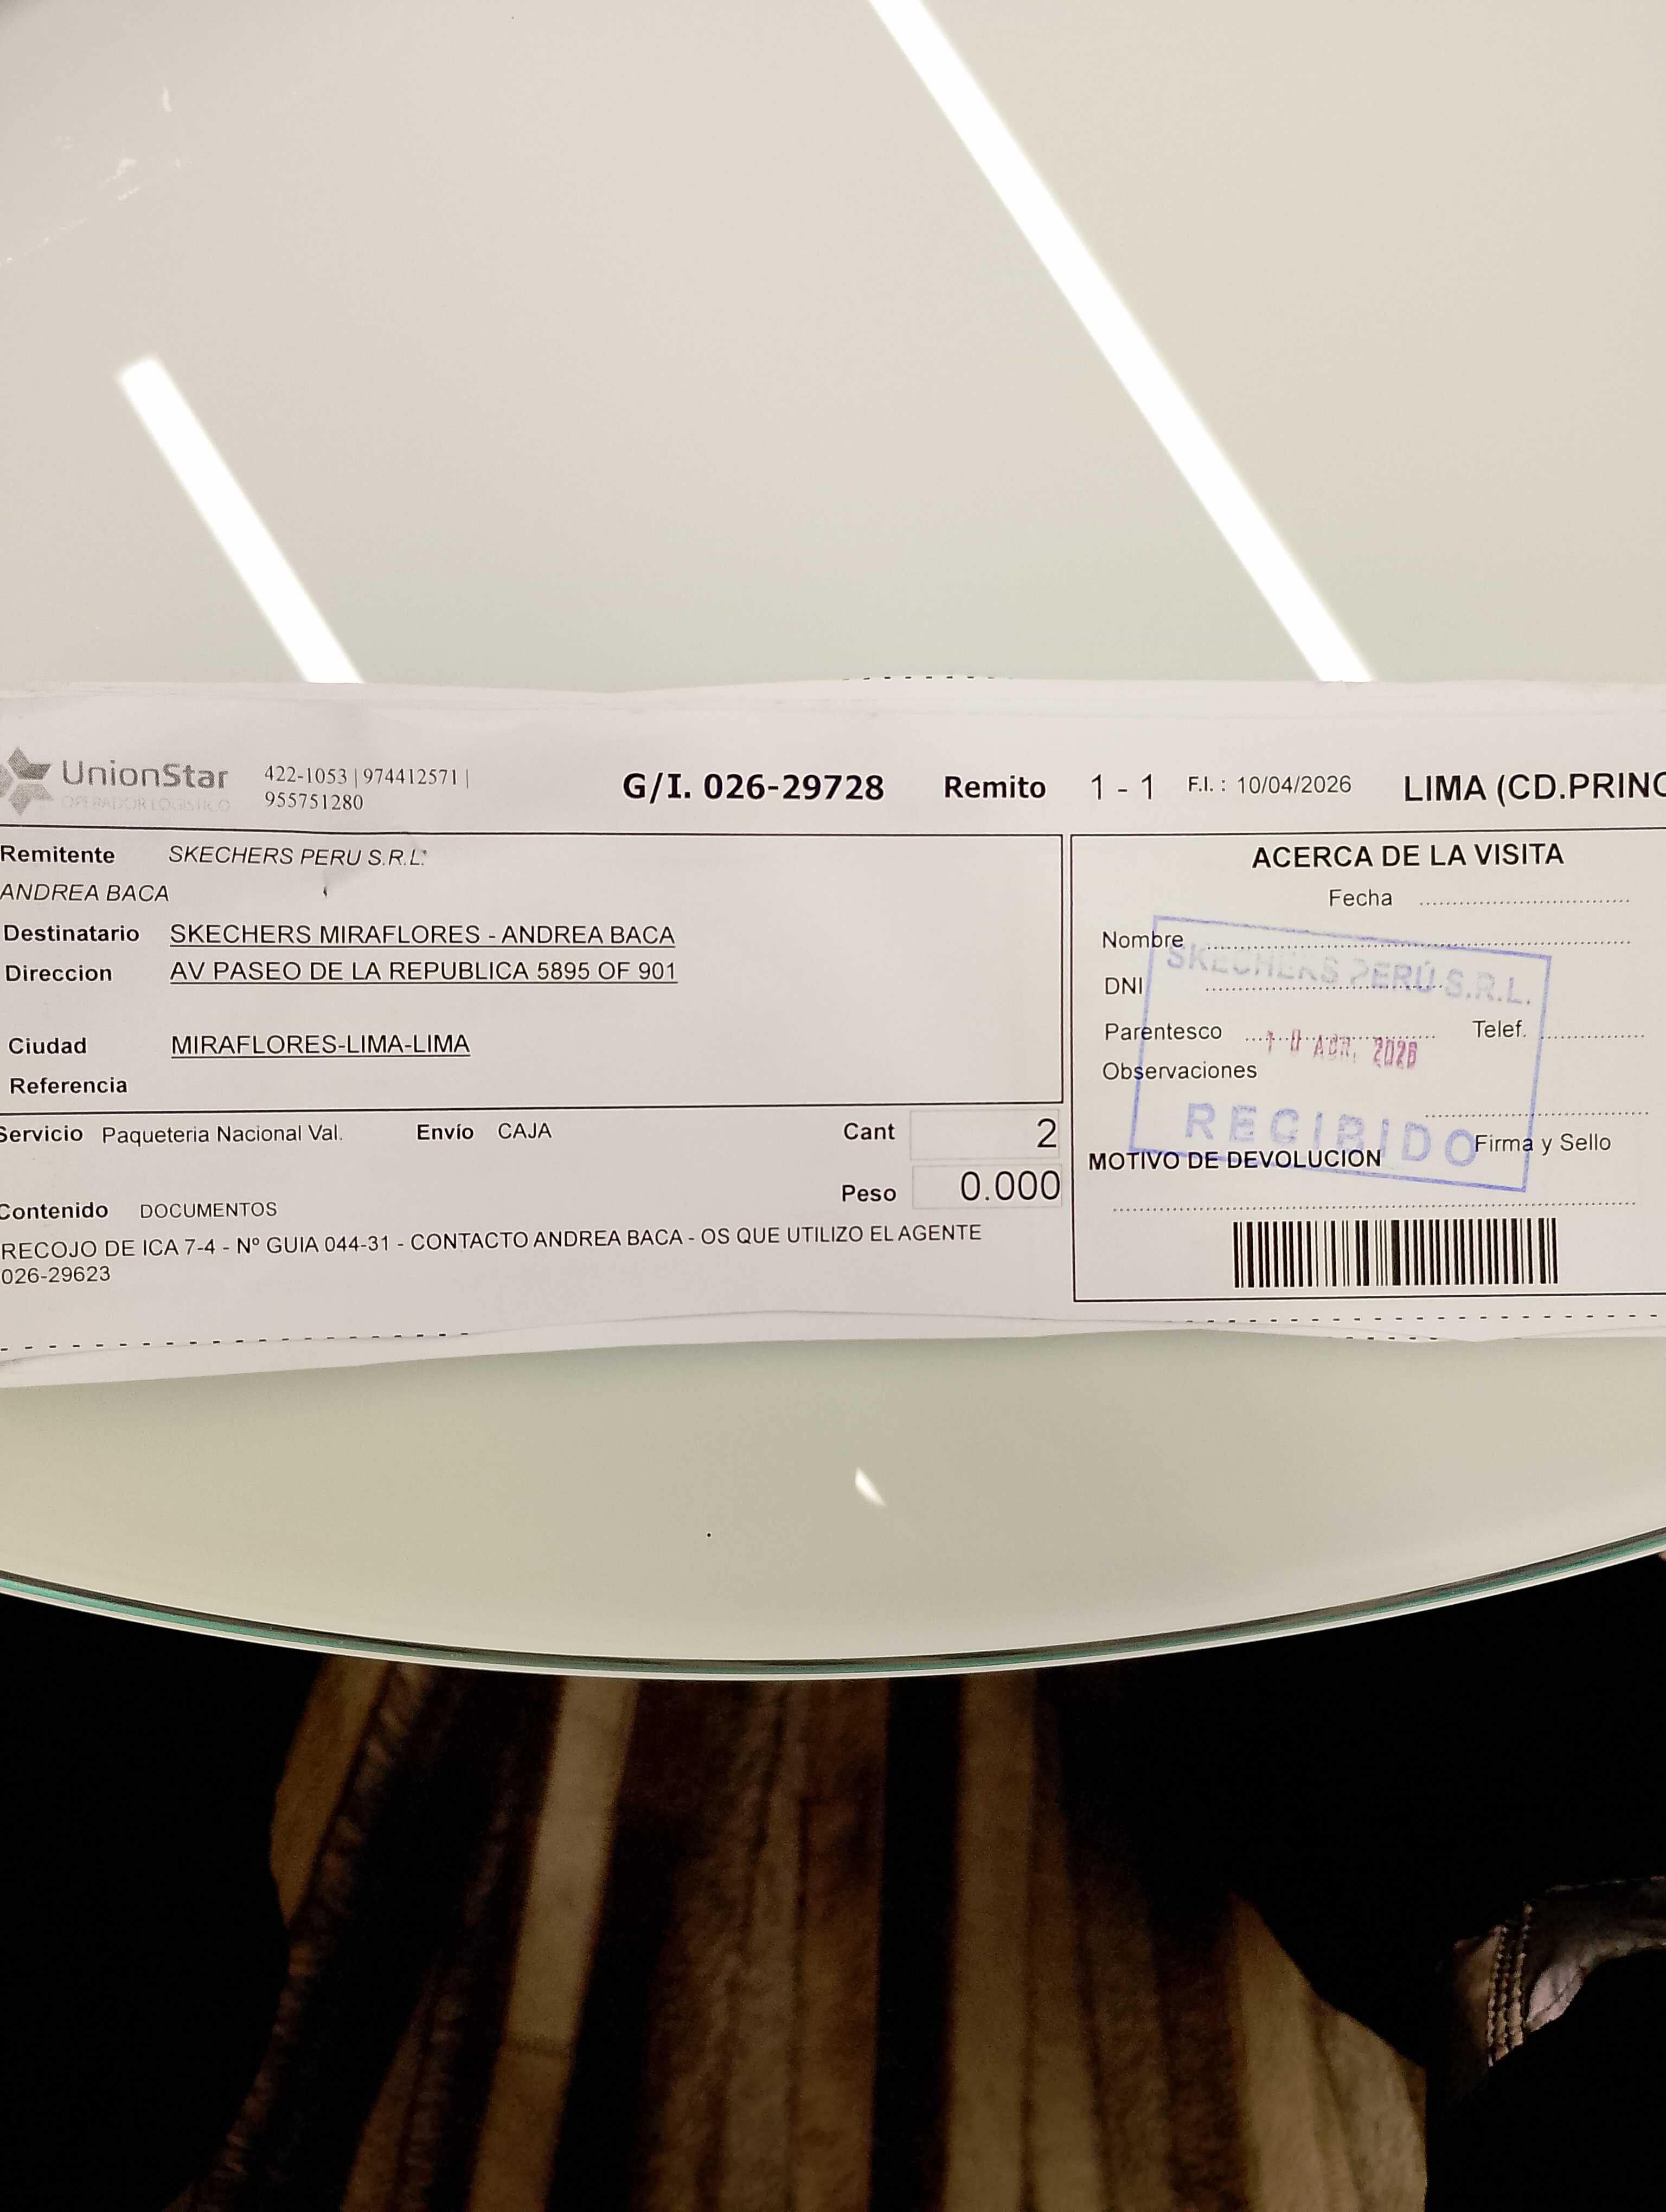 UnionStar
OPERADOR LOGISTICO
422-1053 | 974412571 |
955751280
G/I. 026-29728 Remito 1 - 1 F.I. : 10/04/2026 LIMA (CD.PRINC
Remitente SKECHERS PERU S.R.L.
ANDREA BACA
Destinatario SKECHERS MIRAFLORES - ANDREA BACA
Direccion AV PASEO DE LA REPUBLICA 5895 OF 901
Ciudad MIRAFLORES-LIMA-LIMA
Referencia
Servicio Paqueteria Nacional Val. Envío CAJA Cant 2
Peso 0.000
Contenido DOCUMENTOS
RECOJO DE ICA 7-4 - Nº GUIA 044-31 - CONTACTO ANDREA BACA - OS QUE UTILIZO EL AGENTE
026-29623
ACERCA DE LA VISITA
Fecha
Nombre
SKECHERS PERÚ S.R.L.
DNI
Parentesco Telef.
10 ABR. 2026
Observaciones
RECIBIDO
Firma y Sello
MOTIVO DE DEVOLUCION